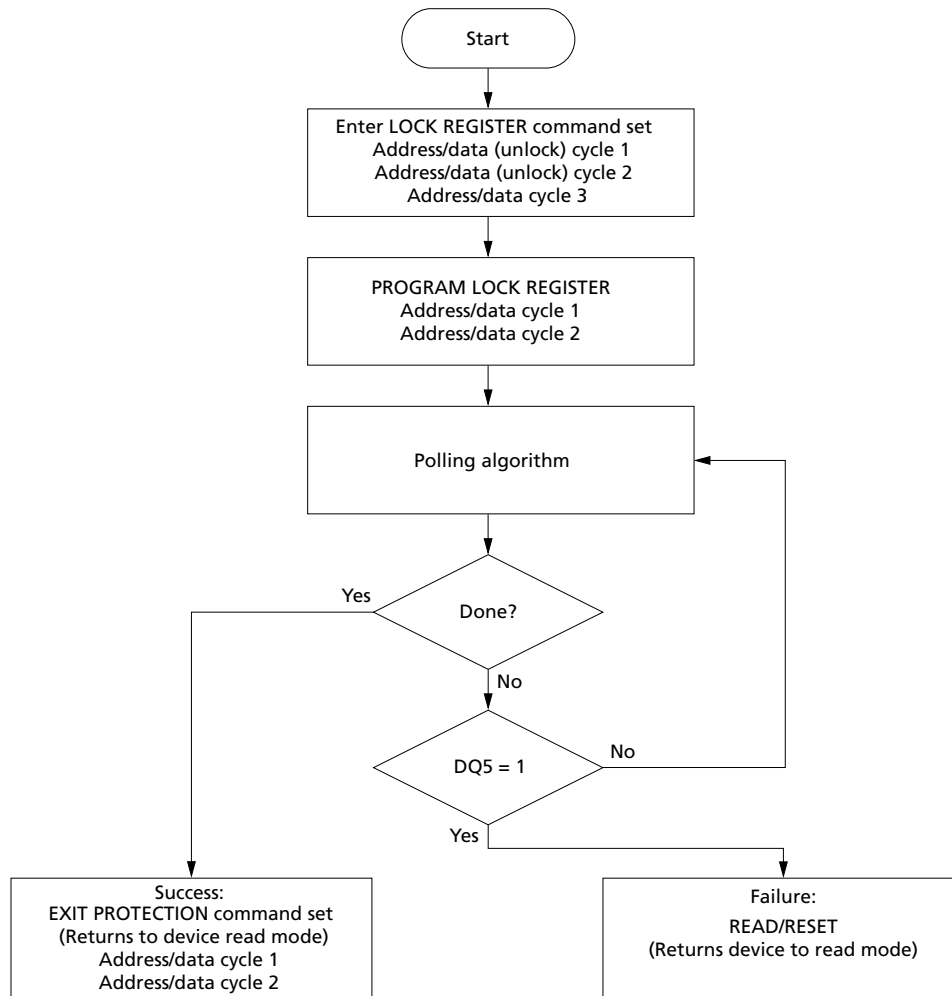 Start
Enter LOCK REGISTER command set
Address/data (unlock) cycle 1
Address/data (unlock) cycle 2
Address/data cycle 3
PROGRAM LOCK REGISTER
Address/data cycle 1
Address/data cycle 2
Polling algorithm
Yes
Done?
No
DQ5 = 1
No
Yes
Success:
EXIT PROTECTION command set
(Returns to device read mode)
Address/data cycle 1
Address/data cycle 2
Failure:
READ/RESET
(Returns device to read mode)